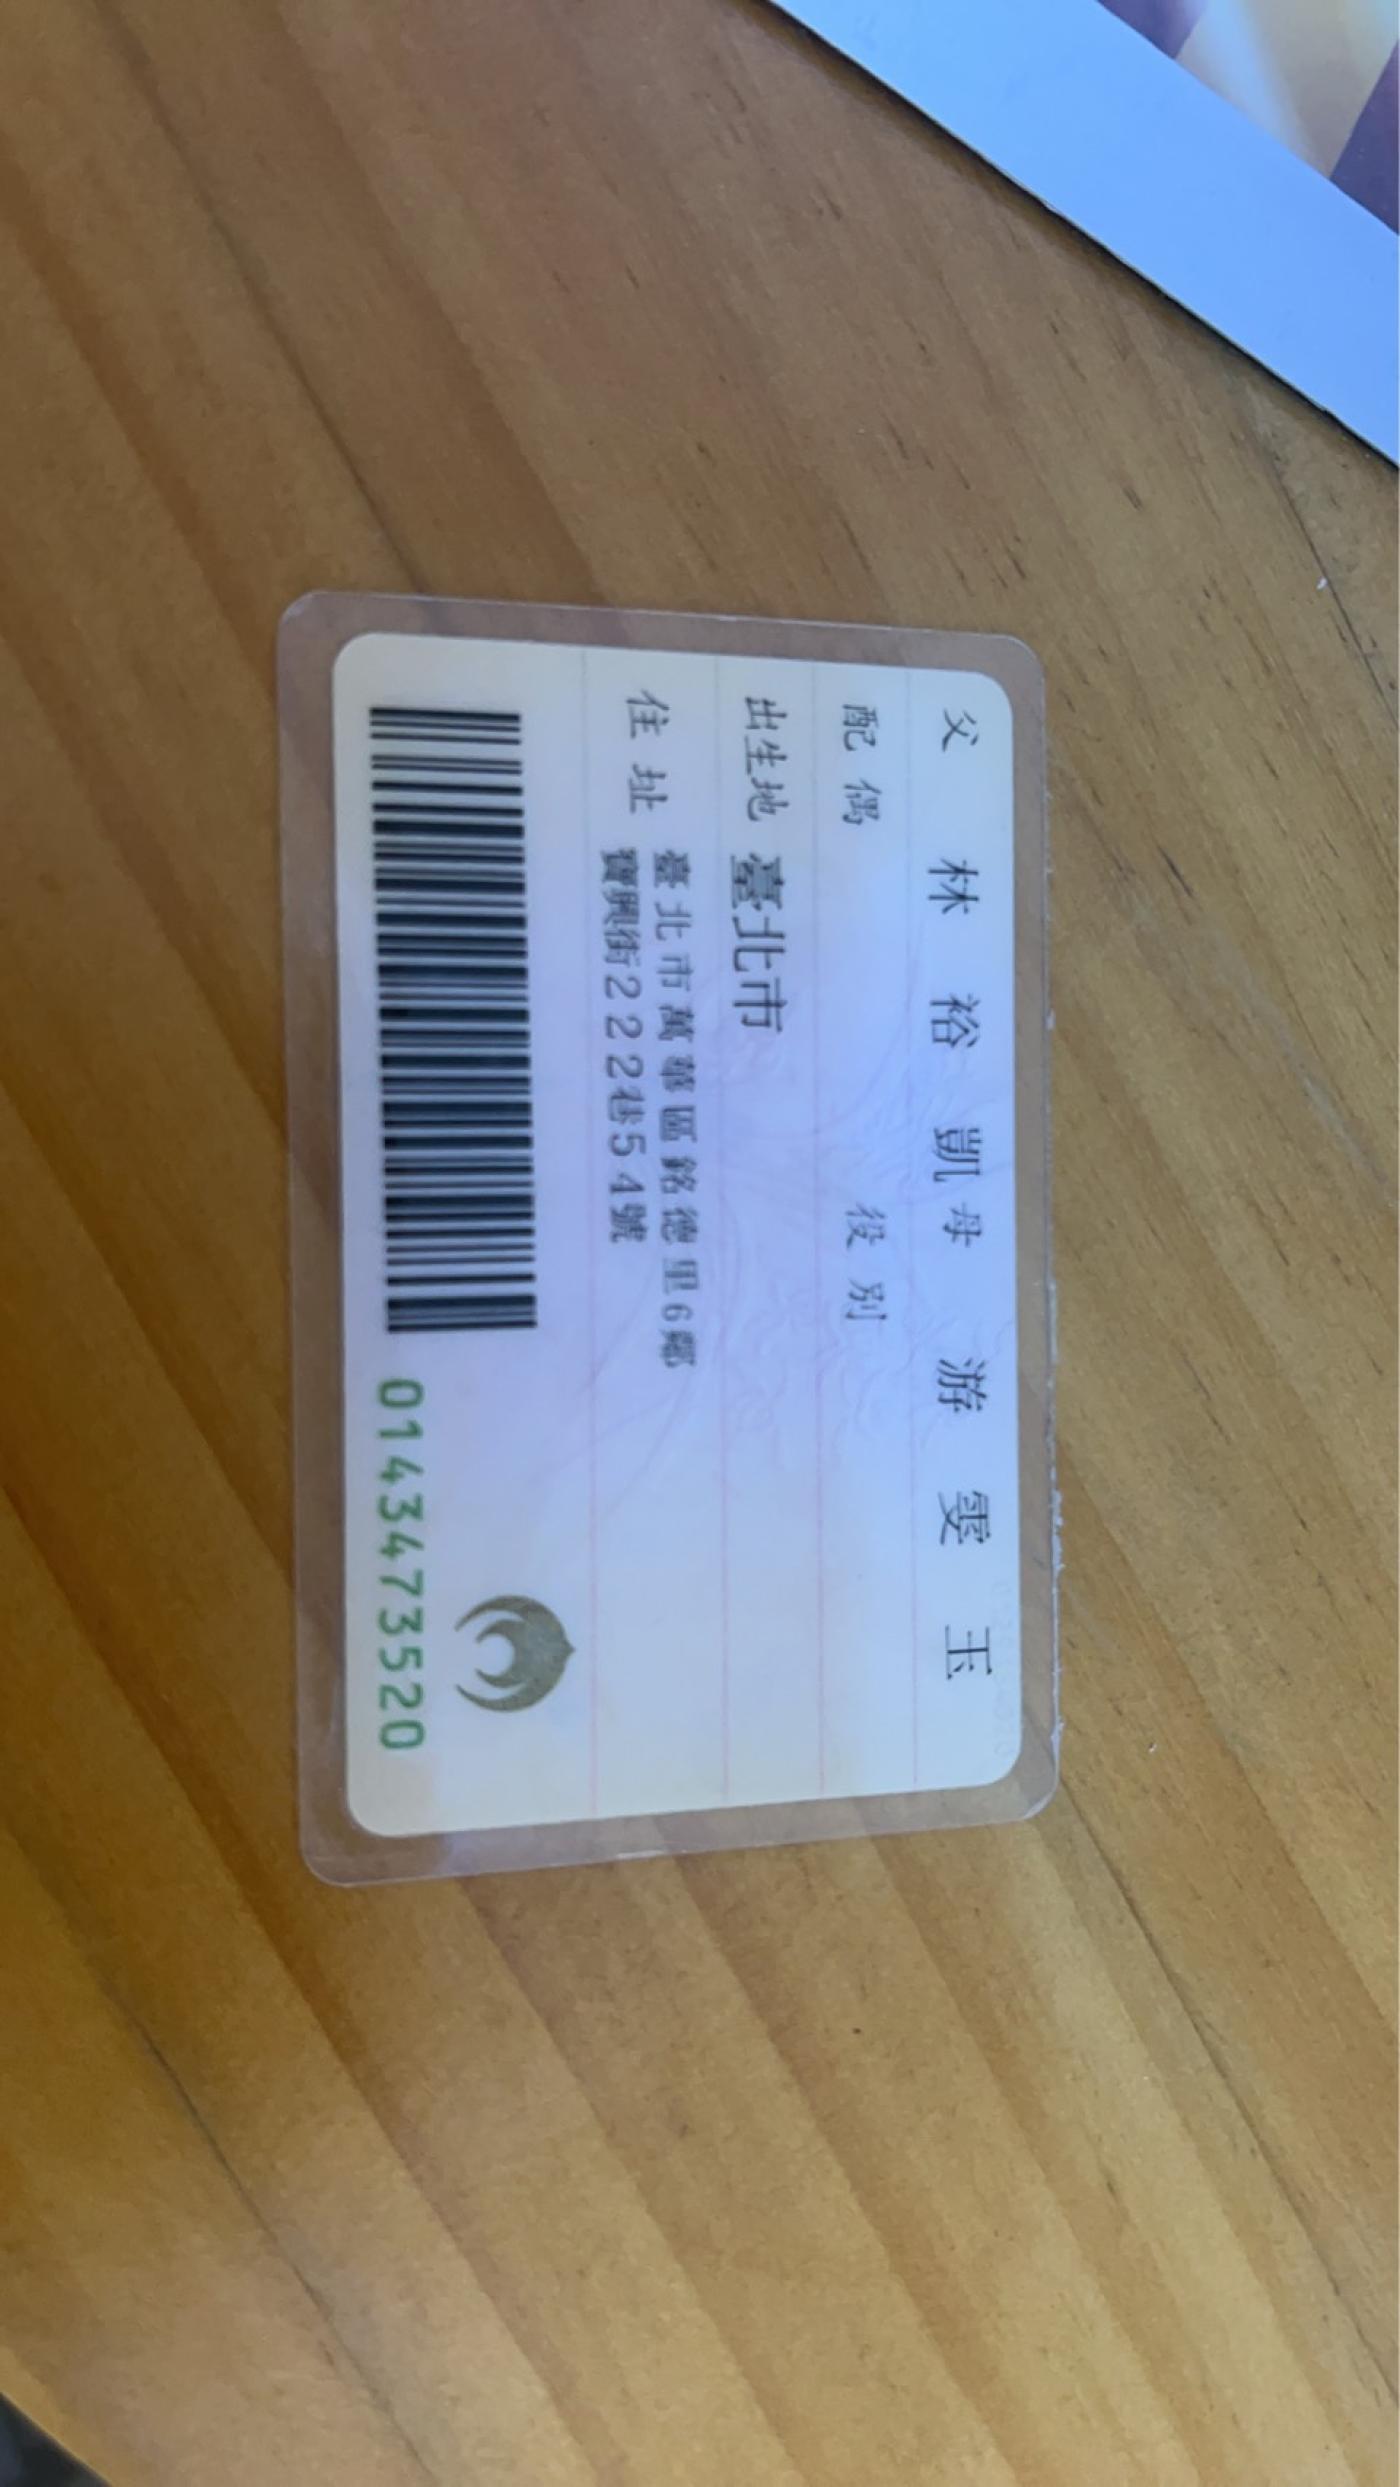 父 林裕凱 母 游雯玉
配偶 役別
出生地 臺北市
住址 臺北市萬華區銘德里6鄰
寶興街222巷54號
0143473520